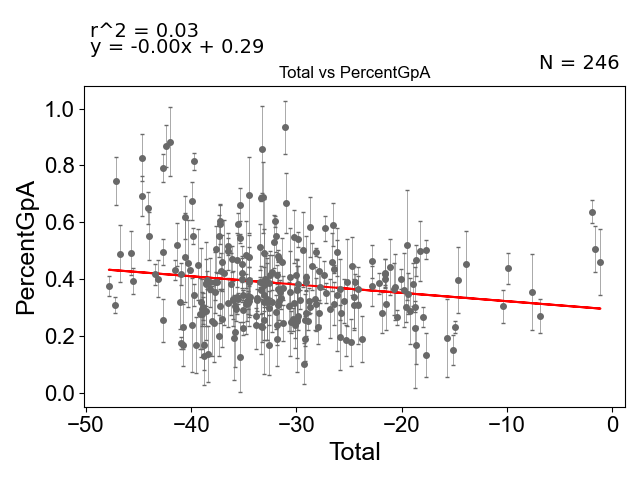 r^2 = 0.03
y = -0.00x + 0.29
N = 246
Total vs PercentGpA
PercentGpA
1.0
0.8
0.6
0.4
0.2
0.0
−50 −40 −30 −20 −10 0
Total